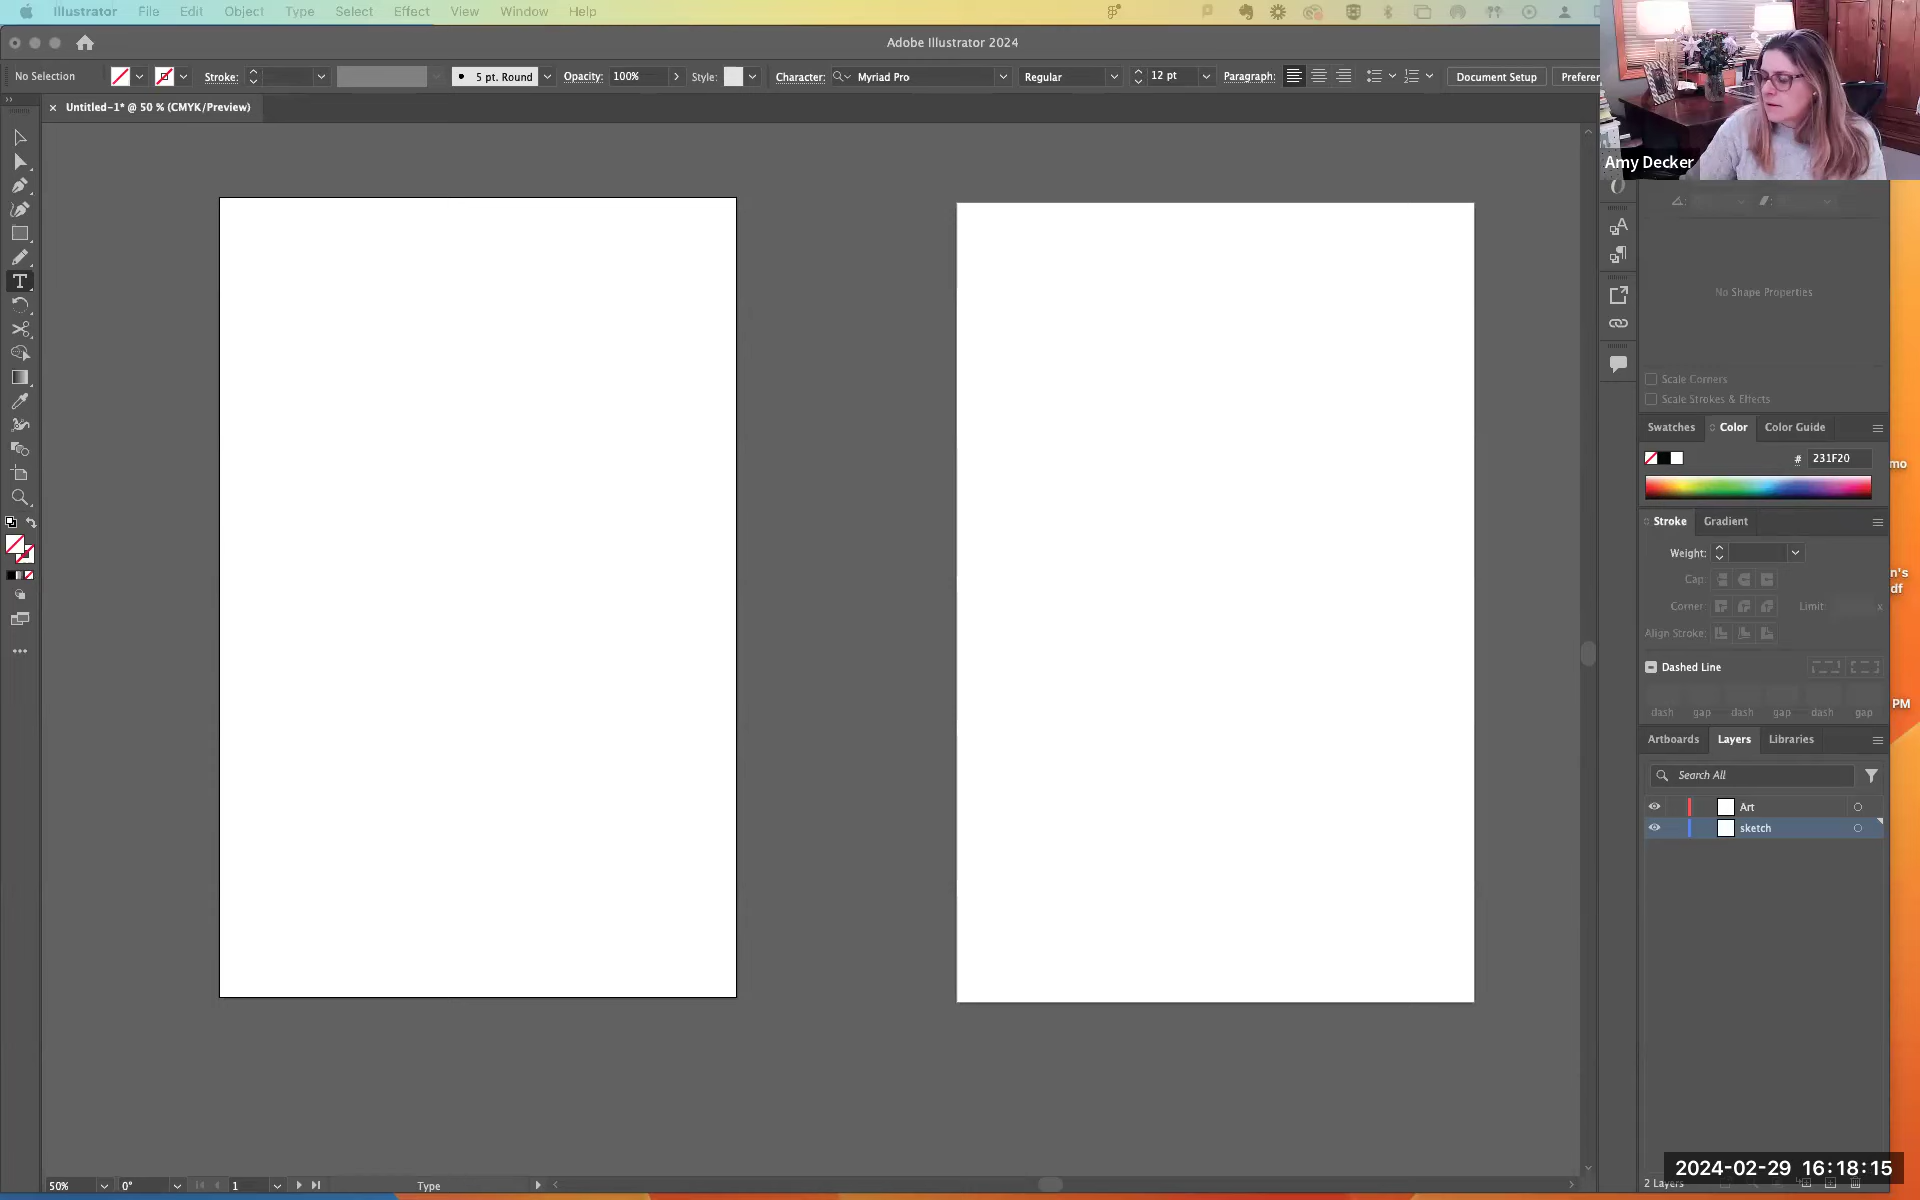 Illustrator File Edit Object Type Select Effect View Window Help
Adobe Illustrator 2024
No Selection Stroke: 5 pt. Round Opacity: 100% Style: Character: Myriad Pro Regular 12 pt Paragraph: Document Setup Preferen
× Untitled-1* @ 50 % (CMYK/Preview)
Amy Decker
No Shape Properties
Scale Corners
Scale Strokes & Effects
Swatches Color Color Guide
# 231F20
mo
Stroke Gradient
Weight:
n's
Cap:
df
Corner: Limit: x
Align Stroke:
Dashed Line
PM
dash gap dash gap dash gap
Artboards Layers Libraries
Search All
Art
sketch
2024-02-29 16:18:15
50% 0° 1 Type 2 Layers